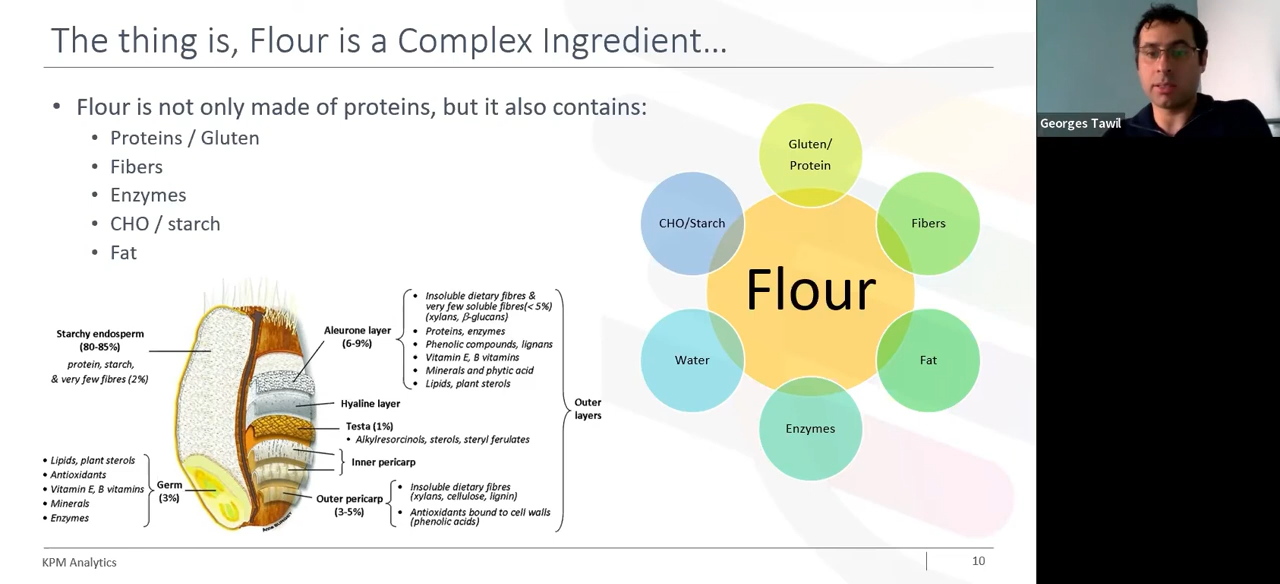 The thing is, Flour is a Complex Ingredient...
• Flour is not only made of proteins, but it also contains:
• Proteins / Gluten
• Fibers
• Enzymes
• CHO / starch
• Fat
Starchy endosperm
(80-85%)
protein, starch,
& very few fibres (2%)
• Lipids, plant sterols
• Antioxidants
• Vitamin E, B vitamins
• Minerals
• Enzymes
Germ
(3%)
Aleurone layer
(6-9%)
• Insoluble dietary fibres &
very few soluble fibres(< 5%)
(xylans, β-glucans)
• Proteins, enzymes
• Phenolic compounds, lignans
• Vitamin E, B vitamins
• Minerals and phytic acid
• Lipids, plant sterols
Hyaline layer
Testa (1%)
• Alkylresorcinols, sterols, steryl ferulates
Inner pericarp
Outer pericarp
(3-5%)
• Insoluble dietary fibres
(xylans, cellulose, lignin)
• Antioxidants bound to cell walls
(phenolic acids)
Outer
layers
Gluten/
Protein
CHO/Starch
Fibers
Flour
Water
Fat
Enzymes
KPM Analytics
10
Georges Tawil